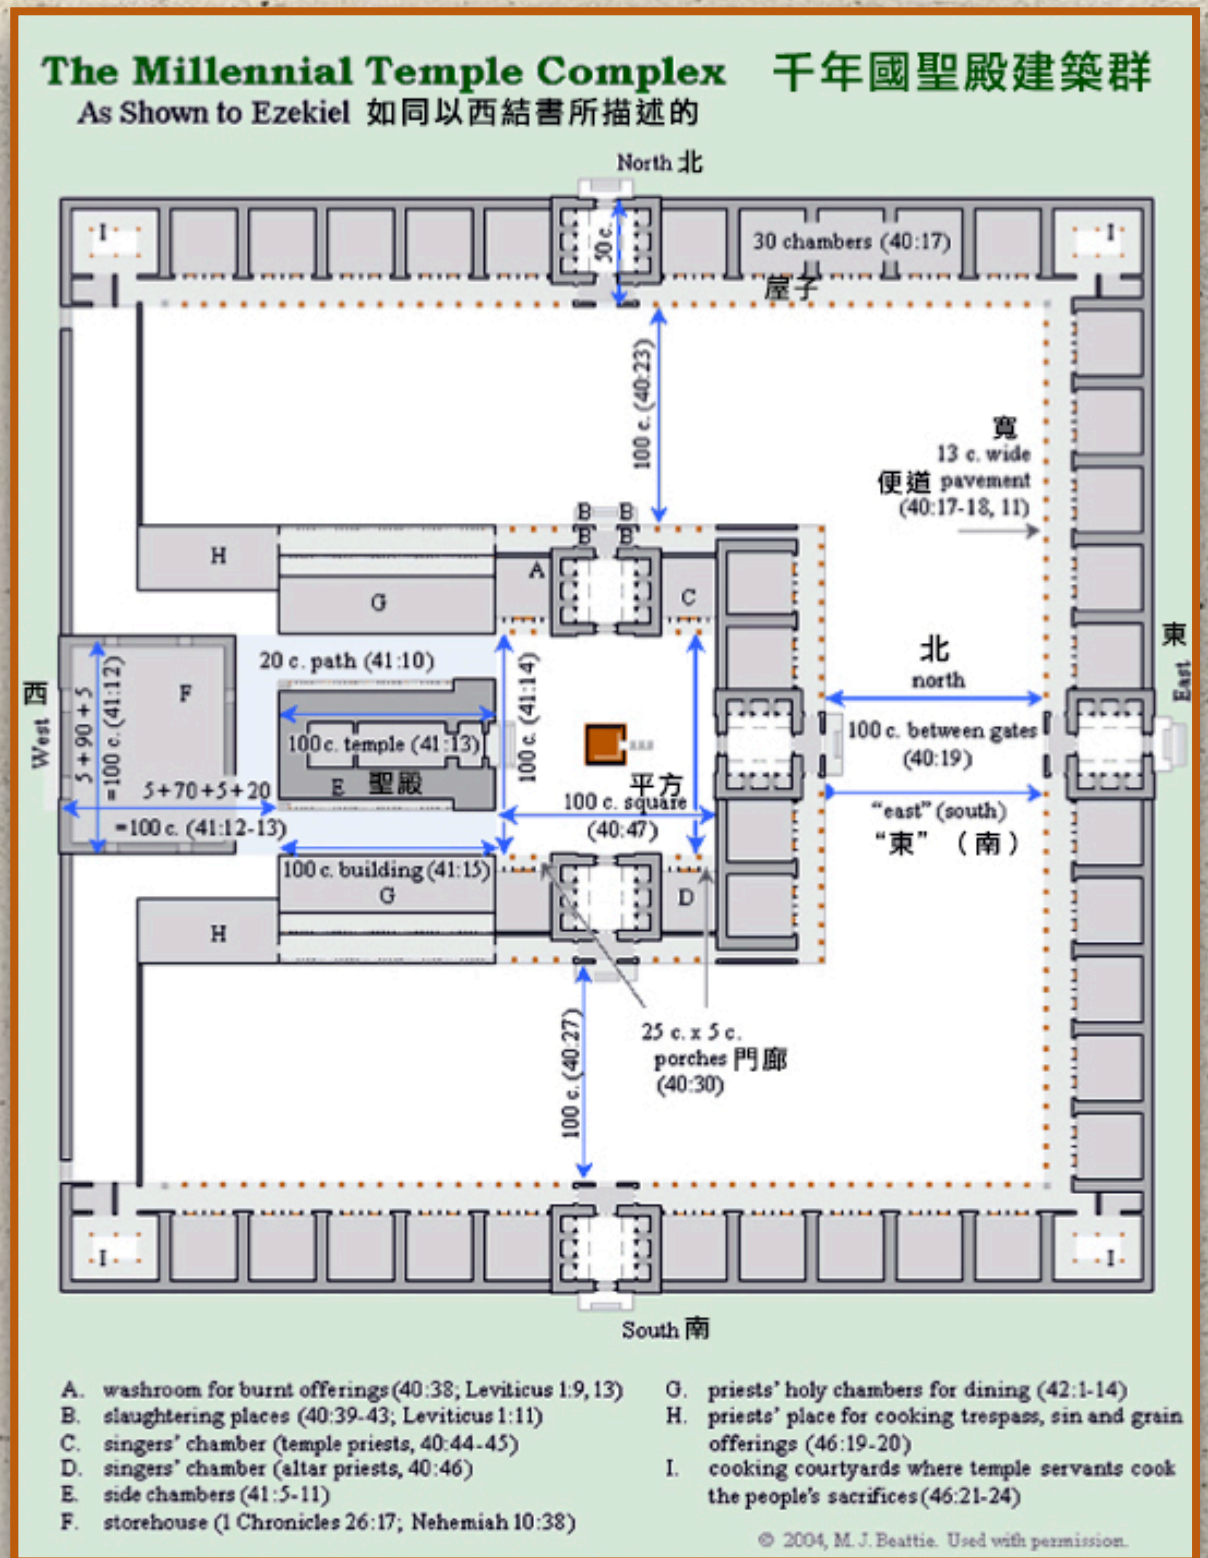 The Millennial Temple Complex 千年國聖殿建築群
As Shown to Ezekiel 如同以西結書所描述的
North 北
I
50 c.
30 chambers (40:17)
I
屋子
100 c. (40:23)
寬
13 c. wide
便道 pavement
(40:17-18, 11)
B B
B B
H
A
G
C
東
East
北
north
西
West
20 c. path (41:10)
5 + 90 + 5
=100 c. (41:12)
F
100 c. (41:14)
100 c. temple (41:13)
100 c. between gates
(40:19)
E 聖殿
平方
5+70+5+20
100 c. square
(40:47)
"east" (south)
=100 c. (41:12-13)
“東”（南）
100 c. building (41:15)
G
D
H
25 c. x 5 c.
porches 門廊
(40:30)
100 c. (40:27)
I
I
South 南
A. washroom for burnt offerings (40:38; Leviticus 1:9, 13)
B. slaughtering places (40:39-43; Leviticus 1:11)
C. singers' chamber (temple priests, 40:44-45)
D. singers' chamber (altar priests, 40:46)
E. side chambers (41:5-11)
F. storehouse (1 Chronicles 26:17; Nehemiah 10:38)
G. priests' holy chambers for dining (42:1-14)
H. priests' place for cooking trespass, sin and grain
offerings (46:19-20)
I. cooking courtyards where temple servants cook
the people's sacrifices (46:21-24)
© 2004, M. J. Beattie. Used with permission.